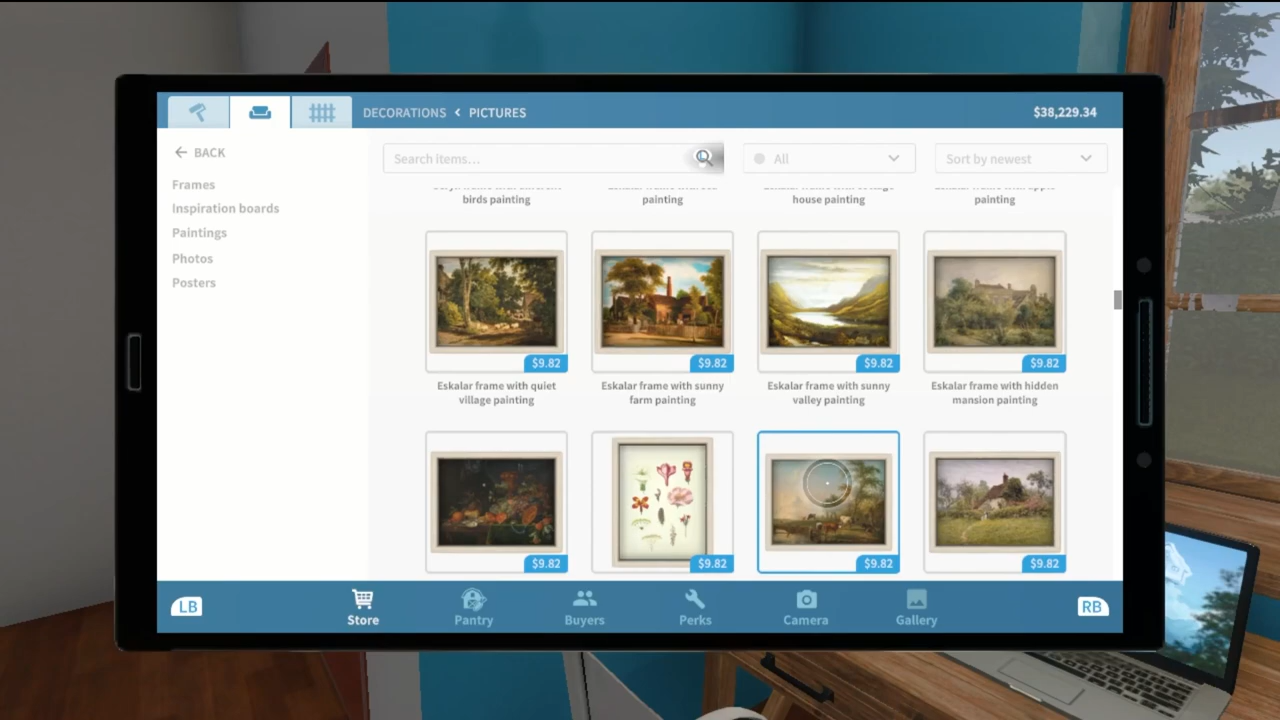 DECORATIONS < PICTURES
$38,229.34
BACK
Search items...
All
Sort by newest
Frames
Inspiration boards
Paintings
Photos
Posters
birds painting
painting
house painting
painting
$9.82
$9.82
$9.82
$9.82
Eskalar frame with quiet
village painting
Eskalar frame with sunny
farm painting
Eskalar frame with sunny
valley painting
Eskalar frame with hidden
mansion painting
$9.82
$9.82
$9.82
$9.82
LB
Store
Pantry
Buyers
Perks
Camera
Gallery
RB